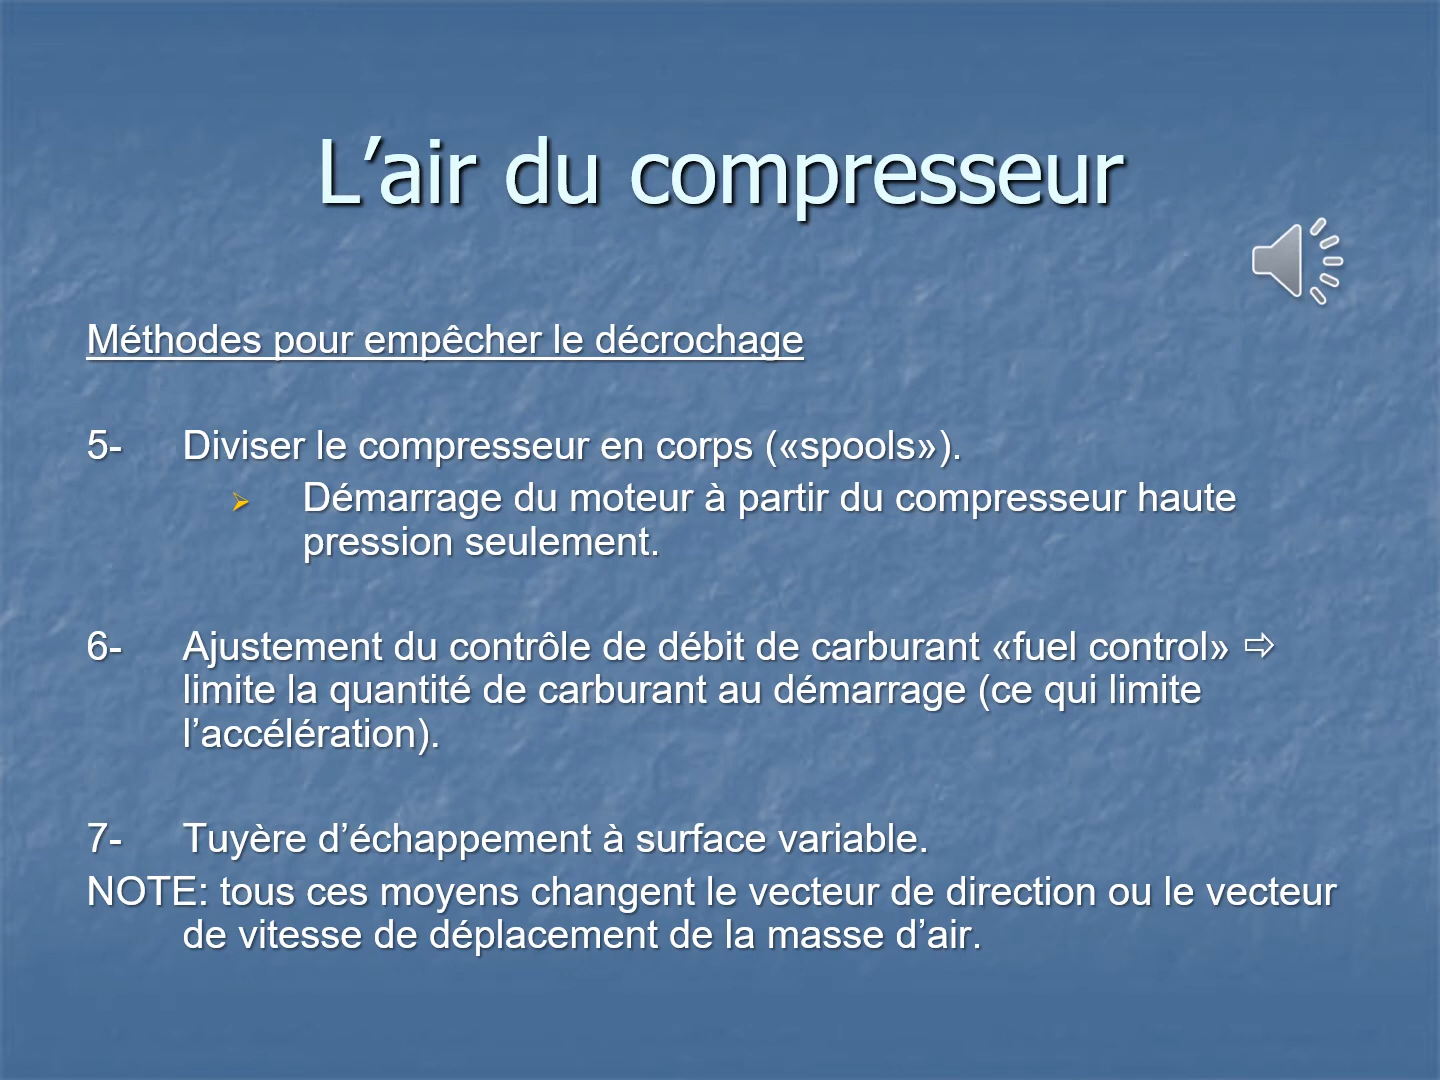 L’air du compresseur
Méthodes pour empêcher le décrochage
5- Diviser le compresseur en corps («spools»).
➢ Démarrage du moteur à partir du compresseur haute
pression seulement.
6- Ajustement du contrôle de débit de carburant «fuel control» ⇨
limite la quantité de carburant au démarrage (ce qui limite
l’accélération).
7- Tuyère d’échappement à surface variable.
NOTE: tous ces moyens changent le vecteur de direction ou le vecteur
de vitesse de déplacement de la masse d’air.